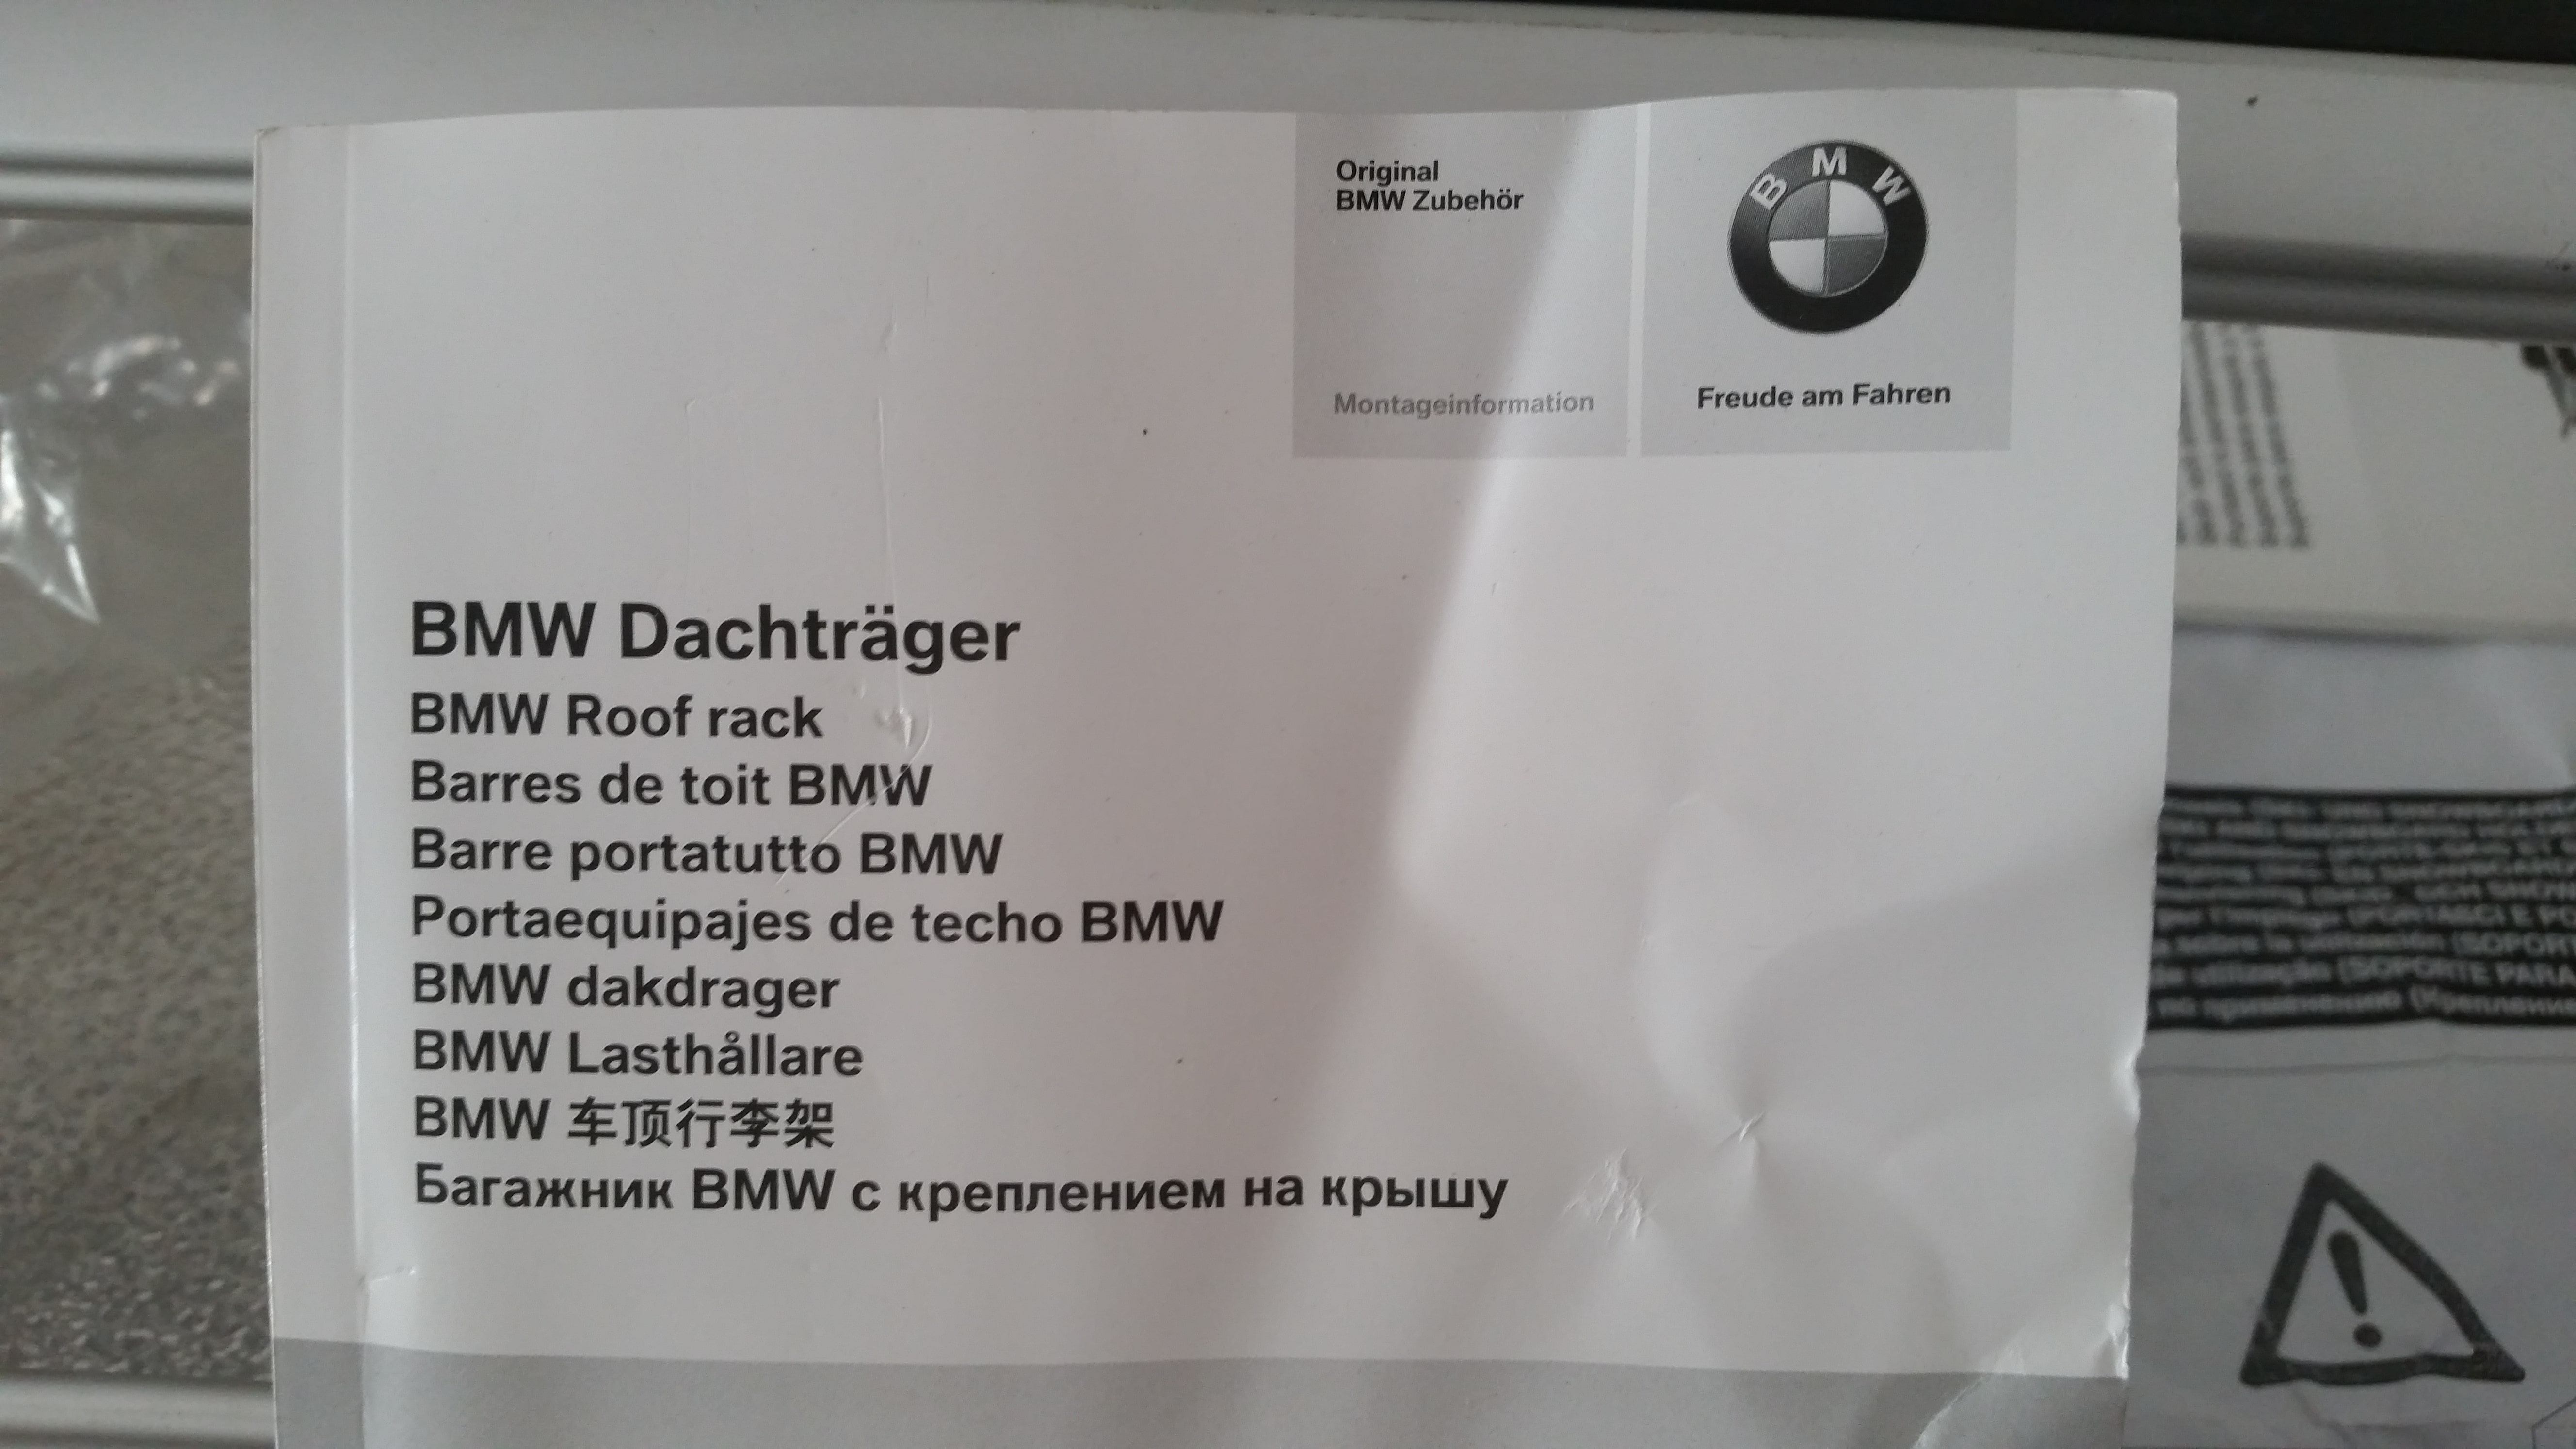 Original
BMW Zubehör
Montageinformation
BMW
Freude am Fahren
BMW Dachträger
BMW Roof rack
Barres de toit BMW
Barre portatutto BMW
Portaequipajes de techo BMW
BMW dakdrager
BMW Lasthållare
BMW 车顶行李架
Багажник BMW с креплением на крышу